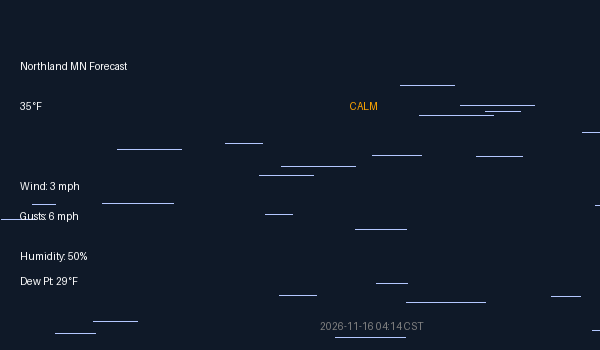 Northland MN Forecast
35°F
CALM
Wind: 3 mph
Gusts: 6 mph
Humidity: 50%
Dew Pt: 29°F
2026-11-16 04:14 CST